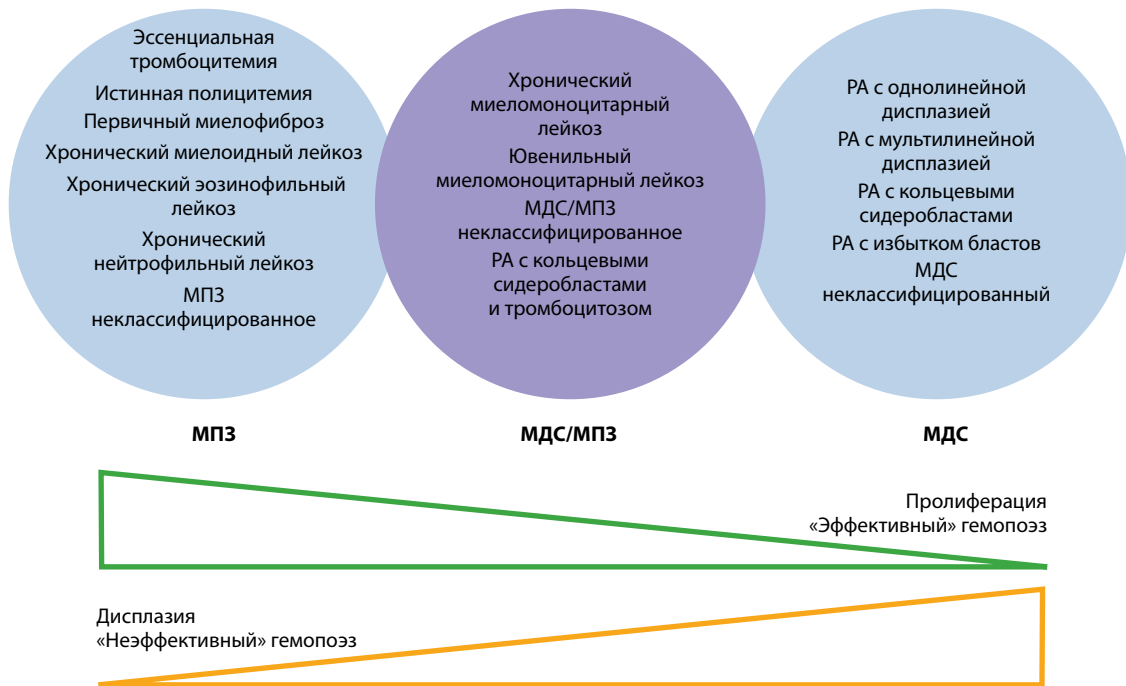 Эссенциальная
тромбоцитемия
Истинная полицитемия
Первичный миелофиброз
Хронический миелоидный лейкоз
Хронический эозинофильный
лейкоз
Хронический
нейтрофильный лейкоз
МПЗ
неклассифицированное
Хронический
миеломоноцитарный
лейкоз
Ювенильный
миеломоноцитарный лейкоз
МДС/МПЗ
неклассифицированное
РА с кольцевыми
сидеробластами
и тромбоцитозом
РА с однолинейной
дисплазией
РА с мультилинейной
дисплазией
РА с кольцевыми
сидеробластами
РА с избытком бластов
МДС
неклассифицированный
МПЗ
МДС/МПЗ
МДС
Пролиферация
«Эффективный» гемопоэз
Дисплазия
«Неэффективный» гемопоэз